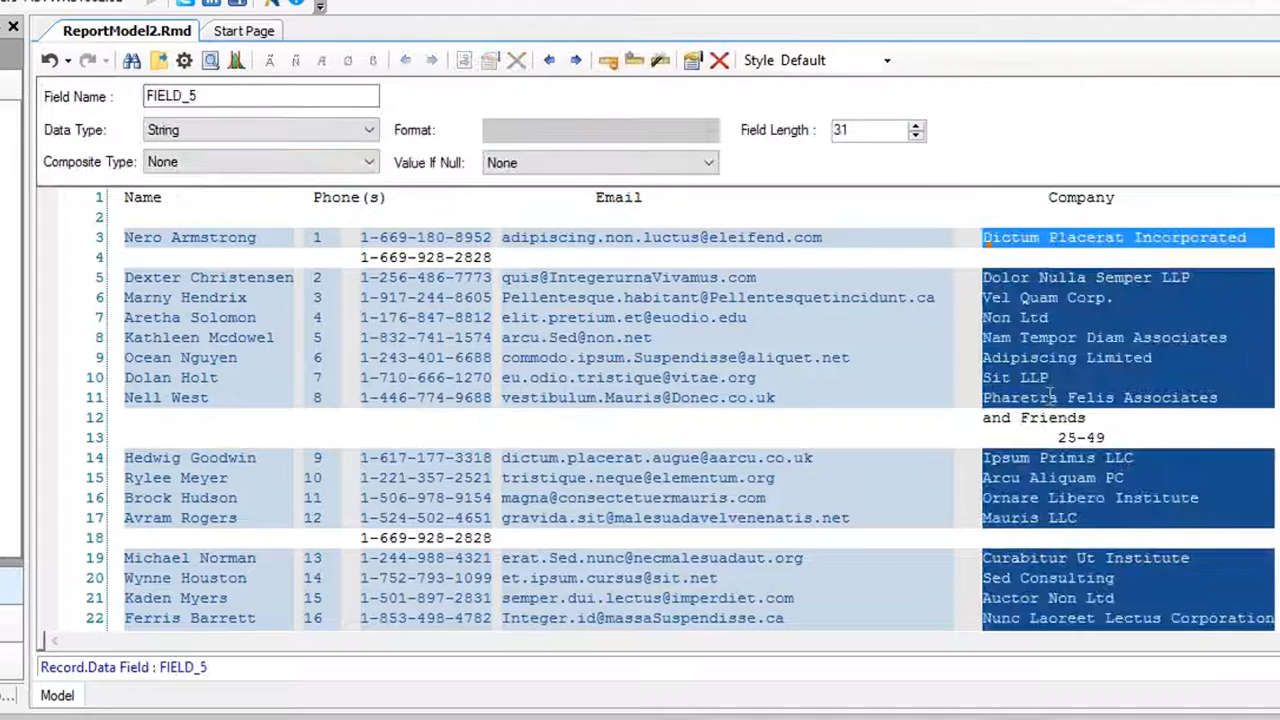 ReportModel2.Rmd Start Page
Style Default
Field Name : FIELD_5
Data Type: String Format: Field Length : 31
Composite Type: None Value If Null: None
1 Name Phone(s) Email Company
2
3 Nero Armstrong 1 1-669-180-8952 adipiscing.non.luctus@eleifend.com Dictum Placerat Incorporated
4 1-669-928-2828
5 Dexter Christensen 2 1-256-486-7773 quis@IntegerurnaVivamus.com Dolor Nulla Semper LLP
6 Marny Hendrix 3 1-917-244-8605 Pellentesque.habitant@Pellentesquetincidunt.ca Vel Quam Corp.
7 Aretha Solomon 4 1-176-847-8812 elit.pretium.et@euodio.edu Non Ltd
8 Kathleen Mcdowel 5 1-832-741-1574 arcu.Sed@non.net Nam Tempor Diam Associates
9 Ocean Nguyen 6 1-243-401-6688 commodo.ipsum.Suspendisse@aliquet.net Adipiscing Limited
10 Dolan Holt 7 1-710-666-1270 eu.odio.tristique@vitae.org Sit LLP
11 Nell West 8 1-446-774-9688 vestibulum.Mauris@Donec.co.uk Pharetra Felis Associates
12 and Friends
13 25-49
14 Hedwig Goodwin 9 1-617-177-3318 dictum.placerat.augue@aarcu.co.uk Ipsum Primis LLC
15 Rylee Meyer 10 1-221-357-2521 tristique.neque@elementum.org Arcu Aliquam PC
16 Brock Hudson 11 1-506-978-9154 magna@consectetuermauris.com Ornare Libero Institute
17 Avram Rogers 12 1-524-502-4651 gravida.sit@malesuadavelvenenatis.net Mauris LLC
18 1-669-928-2828
19 Michael Norman 13 1-244-988-4321 erat.Sed.nunc@necmalesuadaut.org Curabitur Ut Institute
20 Wynne Houston 14 1-752-793-1099 et.ipsum.cursus@sit.net Sed Consulting
21 Kaden Myers 15 1-501-897-2831 semper.dui.lectus@imperdiet.com Auctor Non Ltd
22 Ferris Barrett 16 1-853-498-4782 Integer.id@massaSuspendisse.ca Nunc Laoreet Lectus Corporation
Record.Data Field : FIELD_5
Model